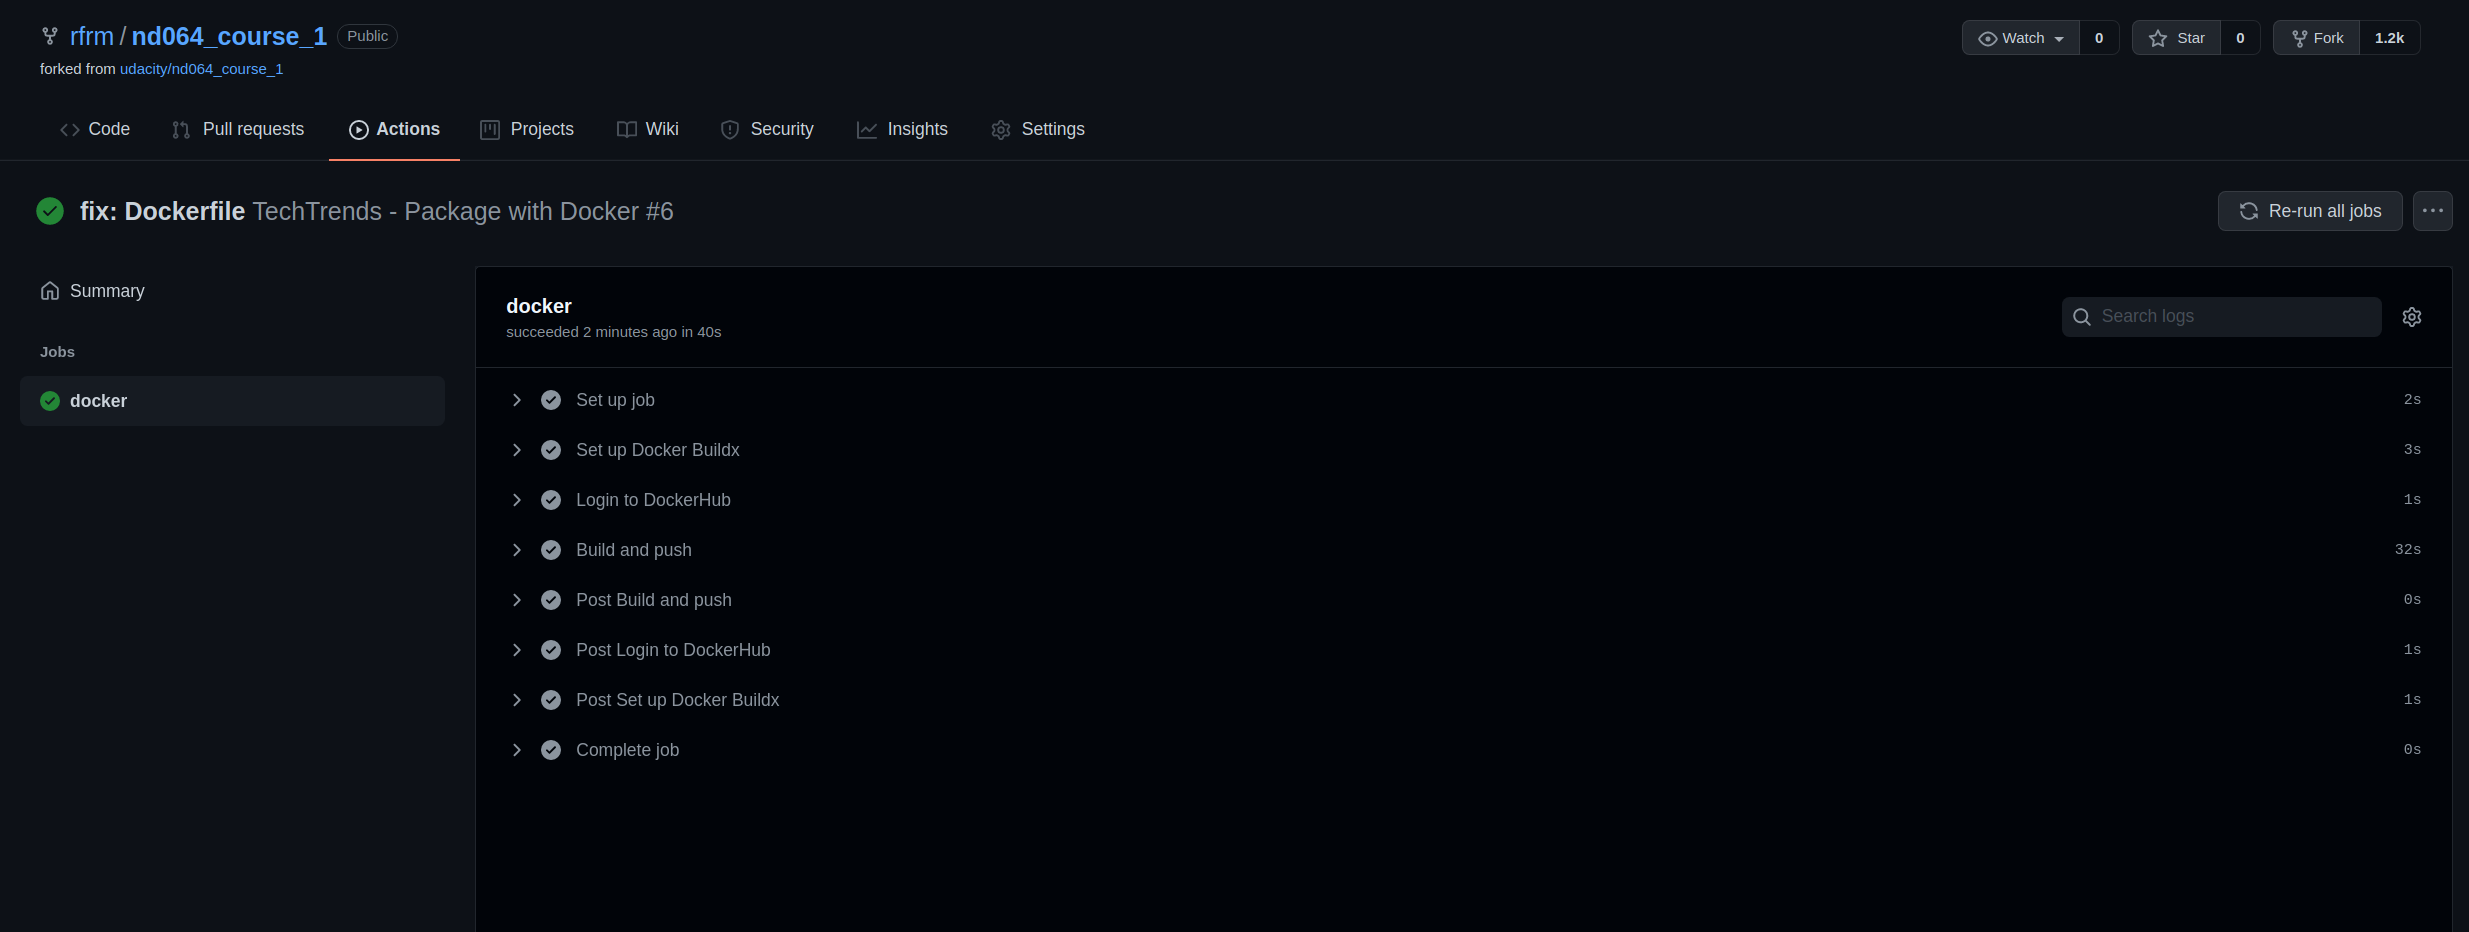 rfrm / nd064_course_1 Public
Watch 0 Star 0 Fork 1.2k
forked from udacity/nd064_course_1
Code Pull requests Actions Projects Wiki Security Insights Settings
fix: Dockerfile TechTrends - Package with Docker #6
Re-run all jobs
Summary
Jobs
docker
docker
succeeded 2 minutes ago in 40s
Search logs
Set up job 2s
Set up Docker Buildx 3s
Login to DockerHub 1s
Build and push 32s
Post Build and push 0s
Post Login to DockerHub 1s
Post Set up Docker Buildx 1s
Complete job 0s